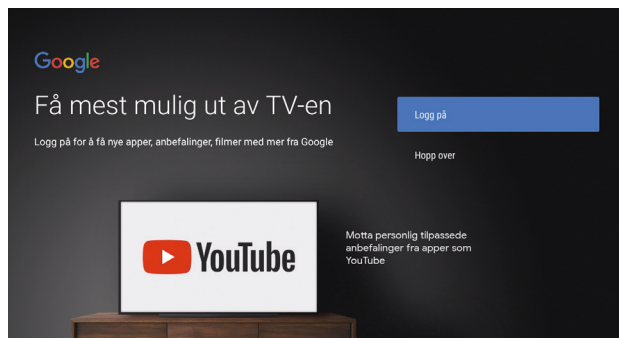 Google
Få mest mulig ut av TV-en
Logg på for å få nye apper, anbefalinger, filmer med mer fra Google
Logg på
Hopp over
YouTube
Motta personlig tilpassede
anbefalinger fra apper som
YouTube